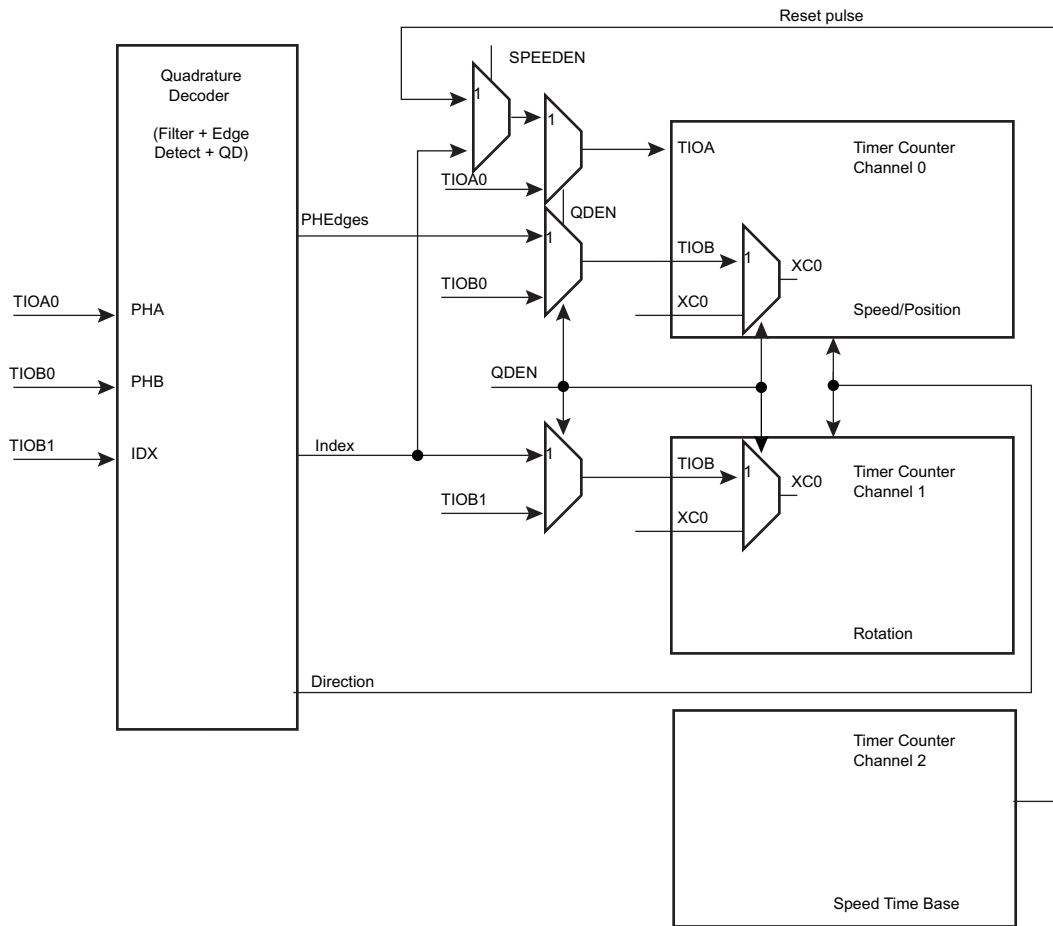 Reset pulse
SPEEDEN
Quadrature
Decoder
(Filter + Edge
Detect + QD)
1
1
TIOA
Timer Counter
Channel 0
TIOA0
QDEN
PHEdges
1
TIOB
1
XC0
TIOB0
XC0
Speed/Position
TIOA0
PHA
TIOB0
PHB
QDEN
TIOB1
IDX
Index
1
TIOB
1
XC0
Timer Counter
Channel 1
TIOB1
XC0
Rotation
Direction
Timer Counter
Channel 2
Speed Time Base